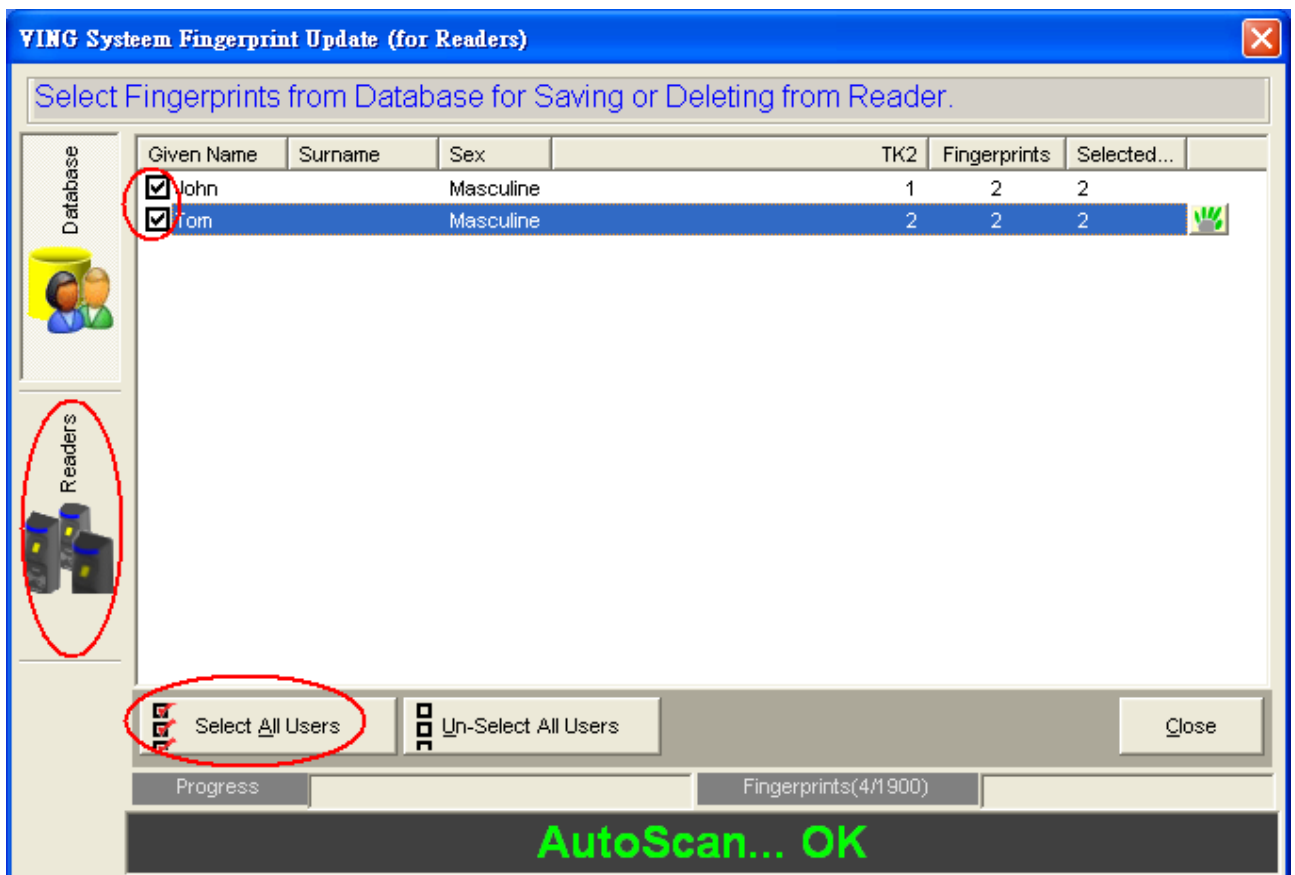 VING Systeem Fingerprint Update (for Readers)
Select Fingerprints from Database for Saving or Deleting from Reader.
Database
Readers
Given Name Surname Sex TK2 Fingerprints Selected...
John Masculine 1 2 2
Tom Masculine 2 2 2
Select All Users Un-Select All Users Close
Progress Fingerprints(4/1900)
AutoScan... OK